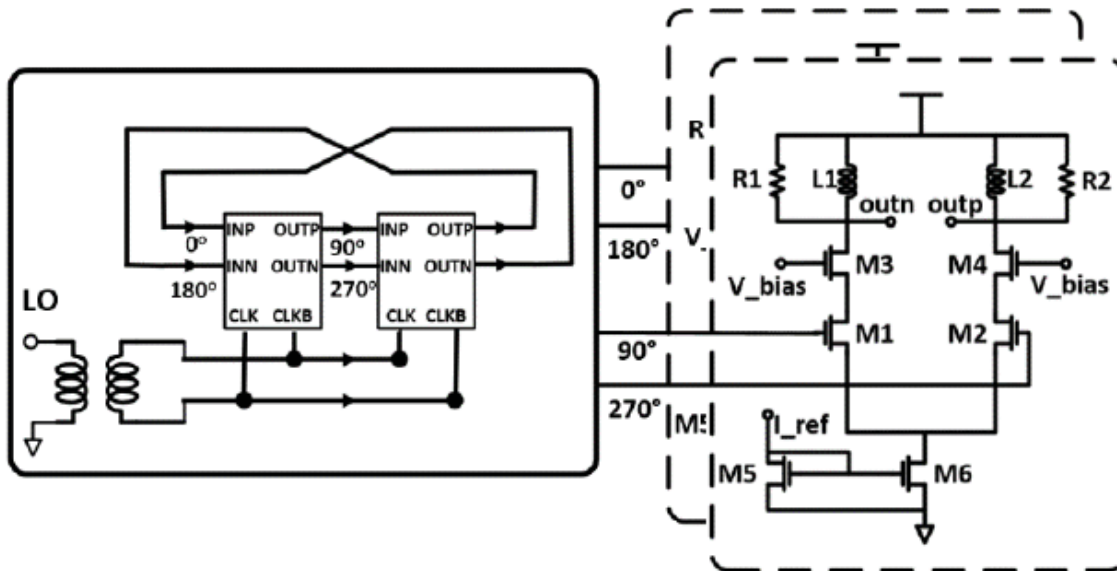 LO
0°
180°
INP OUTP
INN OUTN
CLK CLKB
90°
270°
INP OUTP
INN OUTN
CLK CLKB
0°
180°
90°
270°
R
V_
M5
R1
L1
L2
R2
outn outp
M3
M4
V_bias
V_bias
M1
M2
I_ref
M5
M6